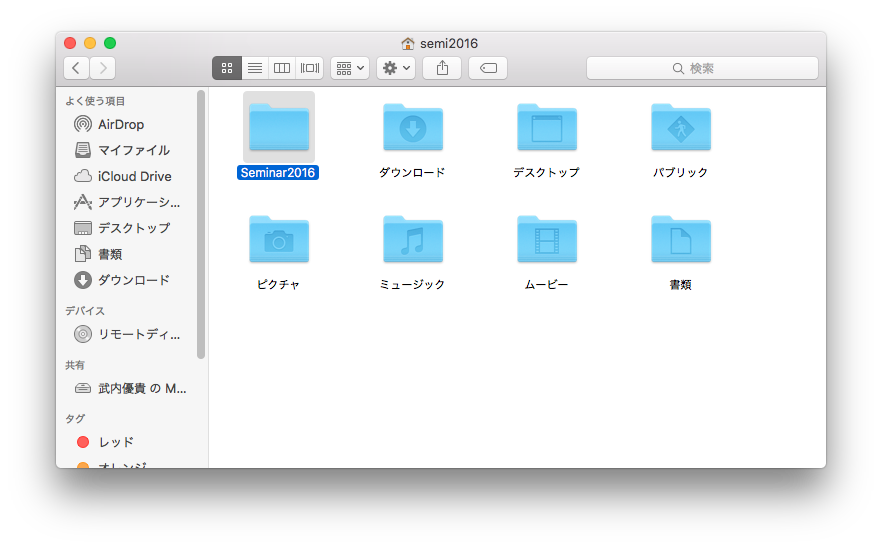 semi2016
検索
よく使う項目
AirDrop
マイファイル
iCloud Drive
アプリケーシ...
デスクトップ
書類
ダウンロード
デバイス
リモートディ...
共有
武内優貴 の M...
タグ
レッド
オレンジ
Seminar2016
ダウンロード
デスクトップ
パブリック
ピクチャ
ミュージック
ムービー
書類